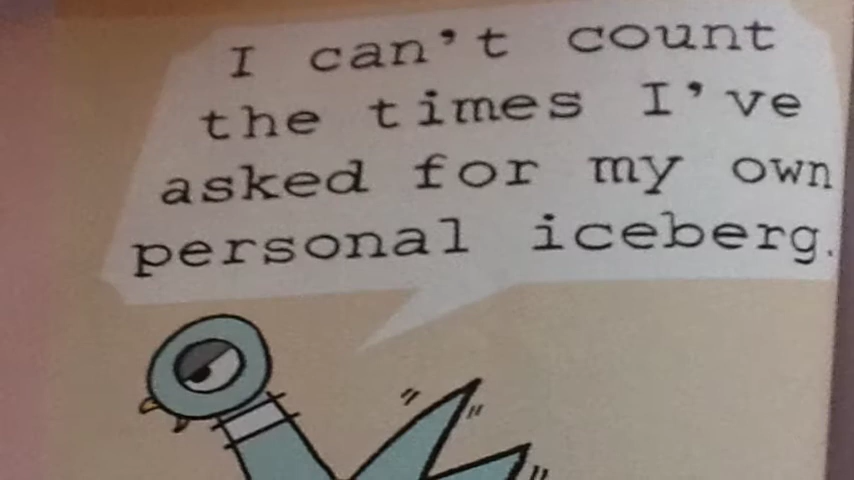 I can't count
the times I've
asked for my own
personal iceberg.